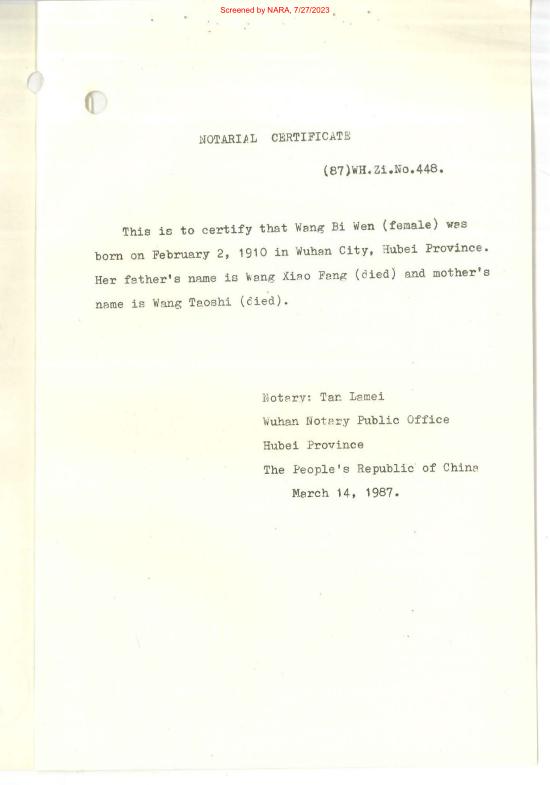 Screened by NARA, 7/27/2023
NOTARIAL CERTIFICATE
(87)WH.Zi.No.448.
This is to certify that Wang Bi Wen (female) was
born on February 2, 1910 in Wuhan City, Hubei Province.
Her father's name is Wang Xiao Fang (died) and mother's
name is Wang Taoshi (died).
Notary: Tan Lamei
Wuhan Notary Public Office
Hubei Province
The People's Republic of China
March 14, 1987.